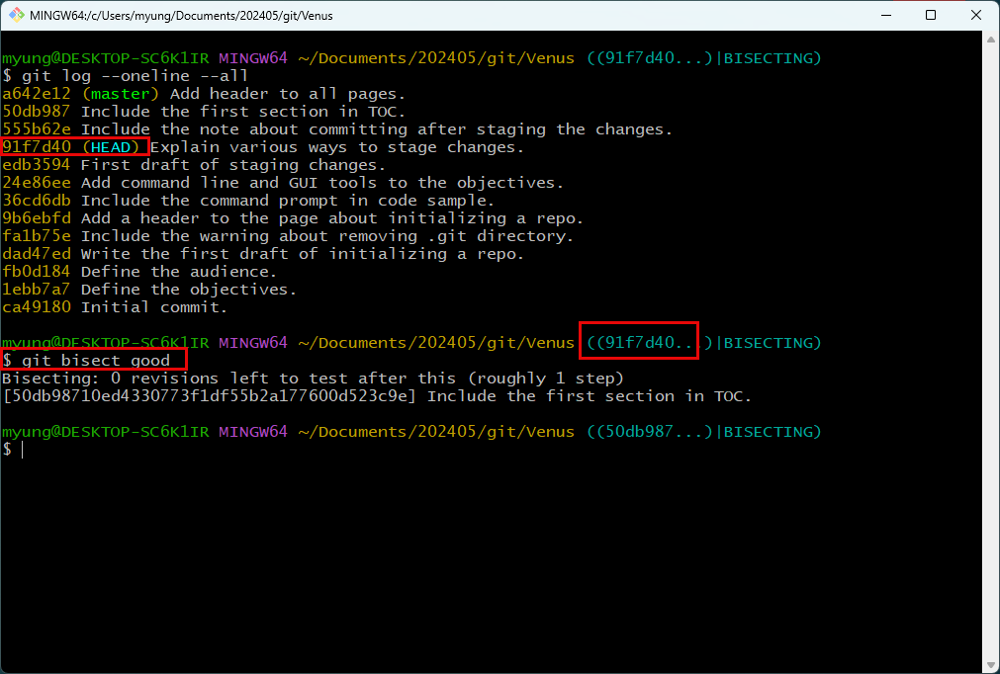 MINGW64:/c/Users/myung/Documents/202405/git/Venus
myung@DESKTOP-SC6K1IR MINGW64 ~/Documents/202405/git/Venus ((91f7d40...)|BISECTING)
$ git log --oneline --all
a642e12 (master) Add header to all pages.
50db987 Include the first section in TOC.
555b62e Include the note about committing after staging the changes.
91f7d40 (HEAD) Explain various ways to stage changes.
edb3594 First draft of staging changes.
24e86ee Add command line and GUI tools to the objectives.
36cd6db Include the command prompt in code sample.
9b6ebfd Add a header to the page about initializing a repo.
fa1b75e Include the warning about removing .git directory.
dad47ed Write the first draft of initializing a repo.
fb0d184 Define the audience.
1ebb7a7 Define the objectives.
ca49180 Initial commit.
myung@DESKTOP-SC6K1IR MINGW64 ~/Documents/202405/git/Venus ((91f7d40...)|BISECTING)
$ git bisect good
Bisecting: 0 revisions left to test after this (roughly 1 step)
[50db98710ed4330773f1df55b2a177600d523c9e] Include the first section in TOC.
myung@DESKTOP-SC6K1IR MINGW64 ~/Documents/202405/git/Venus ((50db987...)|BISECTING)
$